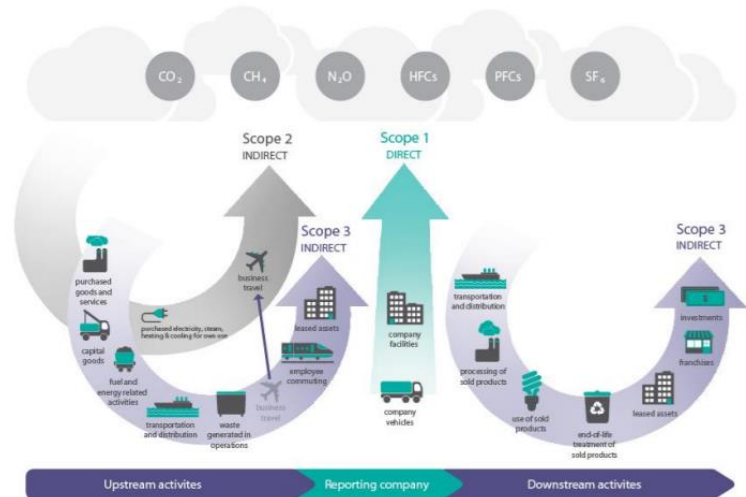 CO₂
CH₄
N₂O
HFCs
PFCs
SF₆
Scope 2
INDIRECT
Scope 1
DIRECT
Scope 3
INDIRECT
Scope 3
INDIRECT
purchased
goods and
services
capital
goods
fuel and
energy related
activities
transportation
and distribution
waste
generated in
operations
business
travel
employee
commuting
leased assets
business
travel
purchased electricity, steam,
heating & cooling for own use
company
facilities
company
vehicles
transportation
and distribution
processing of
sold products
use of sold
products
end-of-life
treatment of
sold products
leased assets
franchises
investments
Upstream activites
Reporting company
Downstream activites